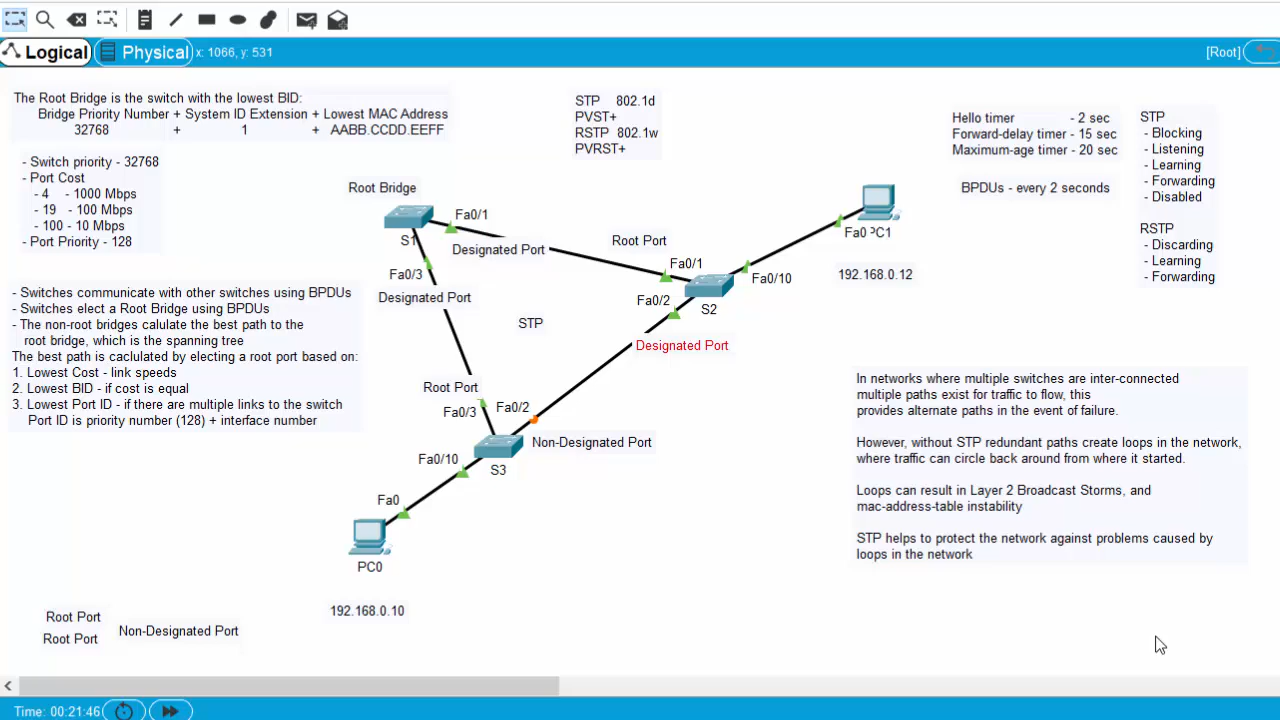 Logical
Physical
x: 1066, y: 531
[Root]
The Root Bridge is the switch with the lowest BID:
Bridge Priority Number + System ID Extension + Lowest MAC Address
32768 + 1 + AABB.CCDD.EEFF
- Switch priority - 32768
- Port Cost
- 4 - 1000 Mbps
- 19 - 100 Mbps
- 100 - 10 Mbps
- Port Priority - 128
- Switches communicate with other switches using BPDUs
- Switches elect a Root Bridge using BPDUs
- The non-root bridges calulate the best path to the
root bridge, which is the spanning tree
The best path is caclulated by electing a root port based on:
1. Lowest Cost - link speeds
2. Lowest BID - if cost is equal
3. Lowest Port ID - if there are multiple links to the switch
Port ID is priority number (128) + interface number
STP 802.1d
PVST+
RSTP 802.1w
PVRST+
Hello timer - 2 sec
Forward-delay timer - 15 sec
Maximum-age timer - 20 sec
BPDUs - every 2 seconds
STP
- Blocking
- Listening
- Learning
- Forwarding
- Disabled
RSTP
- Discarding
- Learning
- Forwarding
Root Bridge
Fa0/1
S1
Designated Port
Fa0/3
Designated Port
STP
Root Port
Fa0/1
Fa0/10
Fa0/2
S2
Designated Port
Fa0
PC1
192.168.0.12
Root Port
Fa0/3
Fa0/2
Non-Designated Port
Fa0/10
S3
Fa0
PC0
192.168.0.10
In networks where multiple switches are inter-connected
multiple paths exist for traffic to flow, this
provides alternate paths in the event of failure.
However, without STP redundant paths create loops in the network,
where traffic can circle back around from where it started.
Loops can result in Layer 2 Broadcast Storms, and
mac-address-table instability
STP helps to protect the network against problems caused by
loops in the network
Root Port
Root Port
Non-Designated Port
Time: 00:21:46